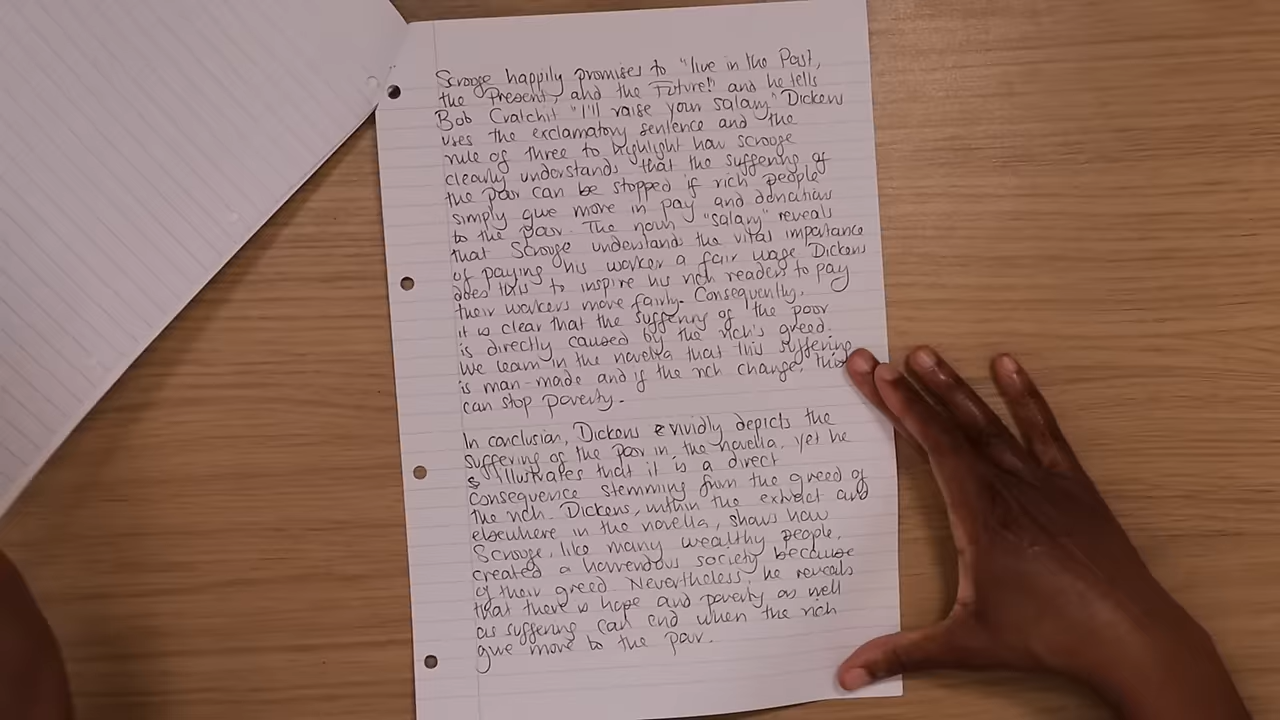 Scrooge happily promises to "live in the Past,
the Present, and the Future!" and he tells
Bob Cratchit "I'll raise your salary" Dickens
uses the exclamatory sentence and the
rule of three to highlight how scrooge
clearly understands that the suffering of
the poor can be stopped if rich people
simply give more in pay and donations
to the poor. The noun "salary" reveals
that Scrooge understands the vital importance
of paying his worker a fair wage. Dickens
does this to inspire his rich readers to pay
their workers more fairly. Consequently,
it is clear that the suffering of the poor
is directly caused by the rich's greed.
We learn in the novella that this suffering
is man-made and if the rich change, this
can stop poverty.
In conclusion, Dickens vividly depicts the
suffering of the poor in the novella, yet he
illustrates that it is a direct
consequence stemming from the greed of
the rich. Dickens, within the extract and
elsewhere in the novella, shows how
Scrooge, like many wealthy people,
created a horrendous society because
of their greed. Nevertheless, he reveals
that there is hope and poverty as well
as suffering can end when the rich
give more to the poor.